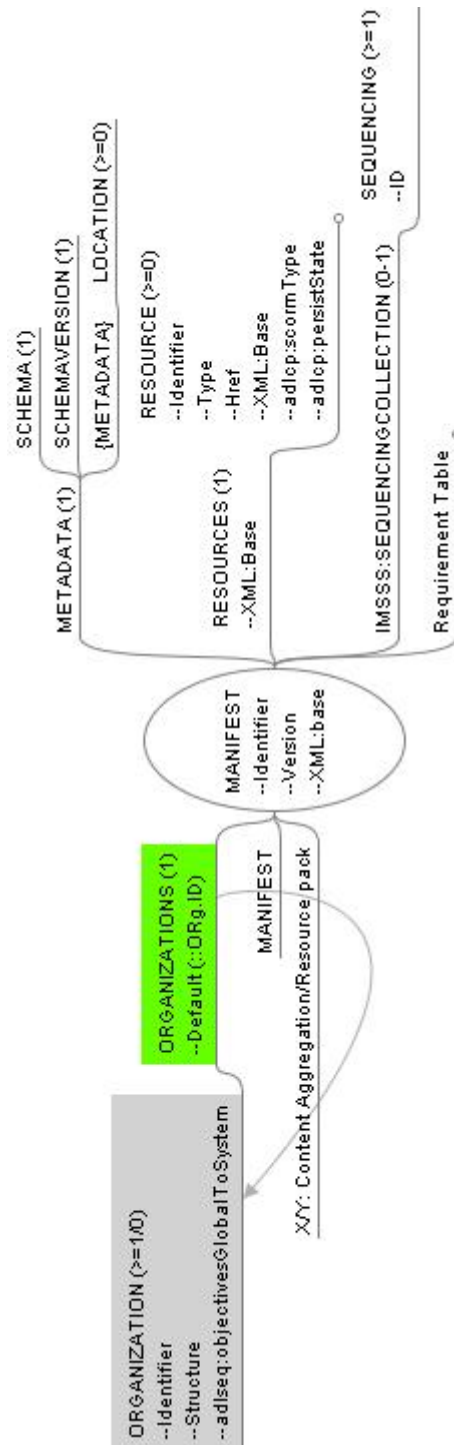 ORGANIZATION (>=1/0)
--Identifier
--Structure
--adlseq:objectivesGlobalToSystem
ORGANIZATIONS (1)
--Default(::ORg.ID)
MANIFEST
X/Y: Content Aggregation/Resource pack
MANIFEST
--Identifier
--Version
--XML:base
METADATA (1)
SCHEMA (1)
SCHEMAVERSION (1)
{METADATA}
LOCATION (>=0)
RESOURCES (1)
--XML:Base
RESOURCE (>=0)
--Identifier
--Type
--Href
--XML:Base
--adlcp:scormType
--adlcp:persistState
IMSSS:SEQUENCINGCOLLECTION (0-1)
SEQUENCING (>=1)
--ID
Requirement Table